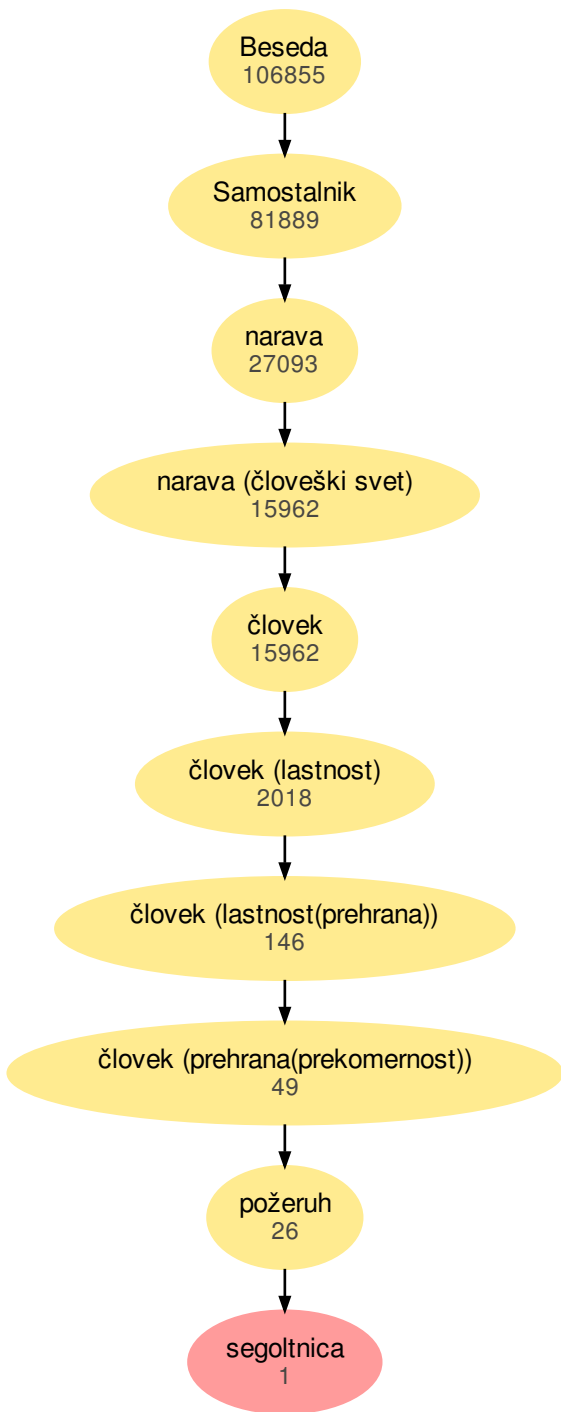 Beseda
106855
Samostalnik
81889
narava
27093
narava (človeški svet)
15962
človek
15962
človek (lastnost)
2018
človek (lastnost(prehrana))
146
človek (prehrana(prekomernost))
49
požeruh
26
segoltnica
1